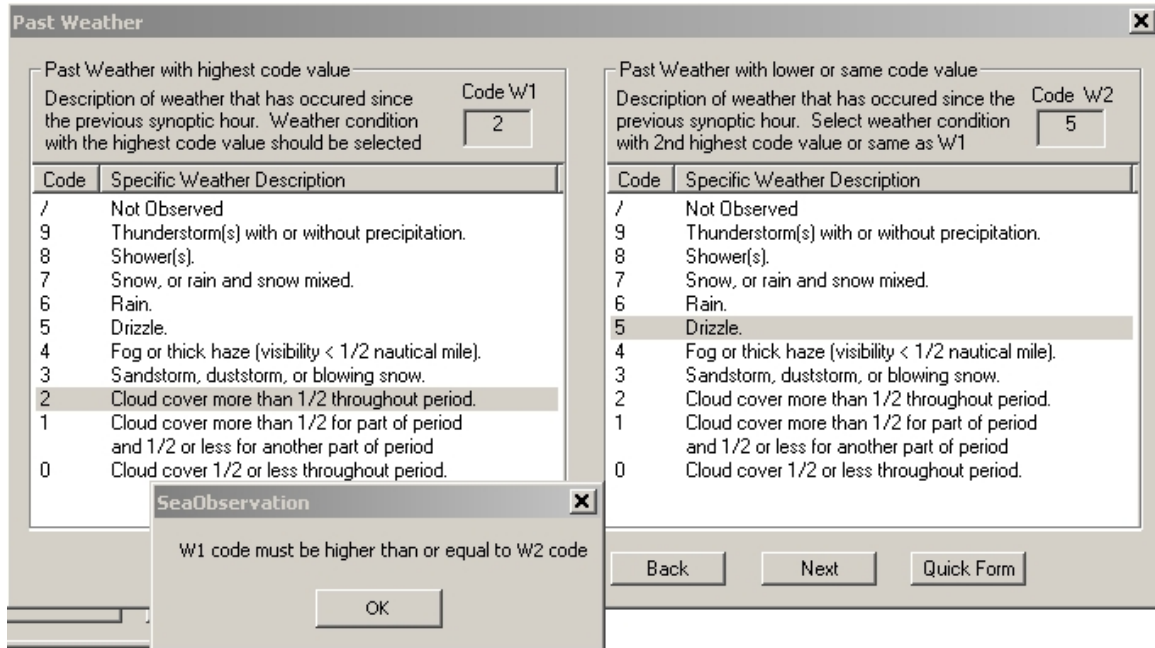 Past Weather
Past Weather with highest code value
Description of weather that has occured since
the previous synoptic hour. Weather condition
with the highest code value should be selected
Code W1
2
Code Specific Weather Description
/ Not Observed
9 Thunderstorm(s) with or without precipitation.
8 Shower(s).
7 Snow, or rain and snow mixed.
6 Rain.
5 Drizzle.
4 Fog or thick haze (visibility < 1/2 nautical mile).
3 Sandstorm, duststorm, or blowing snow.
2 Cloud cover more than 1/2 throughout period.
1 Cloud cover more than 1/2 for part of period
and 1/2 or less for another part of period
0 Cloud cover 1/2 or less throughout period.
Past Weather with lower or same code value
Description of weather that has occured since the
previous synoptic hour. Select weather condition
with 2nd highest code value or same as W1
Code W2
5
Code Specific Weather Description
/ Not Observed
9 Thunderstorm(s) with or without precipitation.
8 Shower(s).
7 Snow, or rain and snow mixed.
6 Rain.
5 Drizzle.
4 Fog or thick haze (visibility < 1/2 nautical mile).
3 Sandstorm, duststorm, or blowing snow.
2 Cloud cover more than 1/2 throughout period.
1 Cloud cover more than 1/2 for part of period
and 1/2 or less for another part of period
0 Cloud cover 1/2 or less throughout period.
SeaObservation
W1 code must be higher than or equal to W2 code
OK
Back
Next
Quick Form